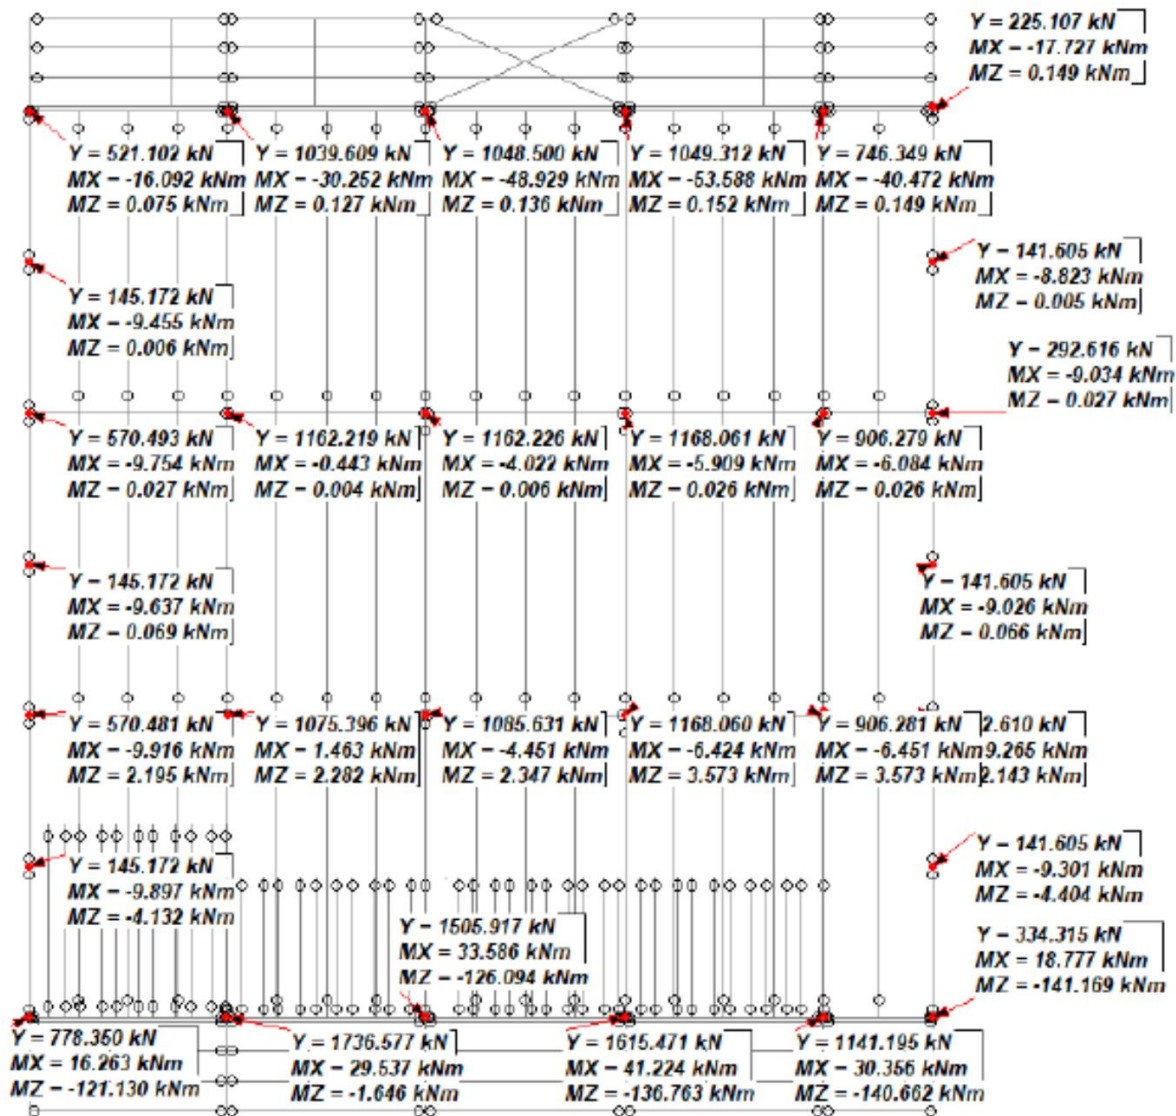 Y = 225.107 kN
MX = -17.727 kNm
MZ = 0.149 kNm
Y = 521.102 kN
MX = -16.092 kNm
MZ = 0.075 kNm
Y = 1039.609 kN
MX = -30.252 kNm
MZ = 0.127 kNm
Y = 1048.500 kN
MX = -48.929 kNm
MZ = 0.136 kNm
Y = 1049.312 kN
MX = -53.588 kNm
MZ = 0.152 kNm
Y = 746.349 kN
MX = -40.472 kNm
MZ = 0.149 kNm
Y = 141.605 kN
MX = -8.823 kNm
MZ = 0.005 kNm
Y = 145.172 kN
MX = -9.455 kNm
MZ = 0.006 kNm
Y = 292.616 kN
MX = -9.034 kNm
MZ = 0.027 kNm
Y = 570.493 kN
MX = -9.754 kNm
MZ = 0.027 kNm
Y = 1162.219 kN
MX = -0.443 kNm
MZ = 0.004 kNm
Y = 1162.226 kN
MX = -4.022 kNm
MZ = 0.006 kNm
Y = 1168.061 kN
MX = -5.909 kNm
MZ = 0.026 kNm
Y = 906.279 kN
MX = -6.084 kNm
MZ = 0.026 kNm
Y = 145.172 kN
MX = -9.637 kNm
MZ = 0.069 kNm
Y = 141.605 kN
MX = -9.026 kNm
MZ = 0.066 kNm
Y = 570.481 kN
MX = -9.916 kNm
MZ = 2.195 kNm
Y = 1075.396 kN
MX = 1.463 kNm
MZ = 2.282 kNm
Y = 1085.631 kN
MX = -4.451 kNm
MZ = 2.347 kNm
Y = 1168.060 kN
MX = -6.424 kNm
MZ = 3.573 kNm
Y = 906.281 kN
MX = -6.451 kNm
MZ = 3.573 kNm
2.610 kN
9.265 kNm
2.143 kNm
Y = 145.172 kN
MX = -9.897 kNm
MZ = -4.132 kNm
Y = 141.605 kN
MX = -9.301 kNm
MZ = -4.404 kNm
Y = 1505.917 kN
MX = 33.586 kNm
MZ = -126.094 kNm
Y = 334.315 kN
MX = 18.777 kNm
MZ = -141.169 kNm
Y = 778.350 kN
MX = 16.263 kNm
MZ = -121.130 kNm
Y = 1736.577 kN
MX = 29.537 kNm
MZ = -1.646 kNm
Y = 1615.471 kN
MX = 41.224 kNm
MZ = -136.763 kNm
Y = 1141.195 kN
MX = 30.356 kNm
MZ = -140.662 kNm